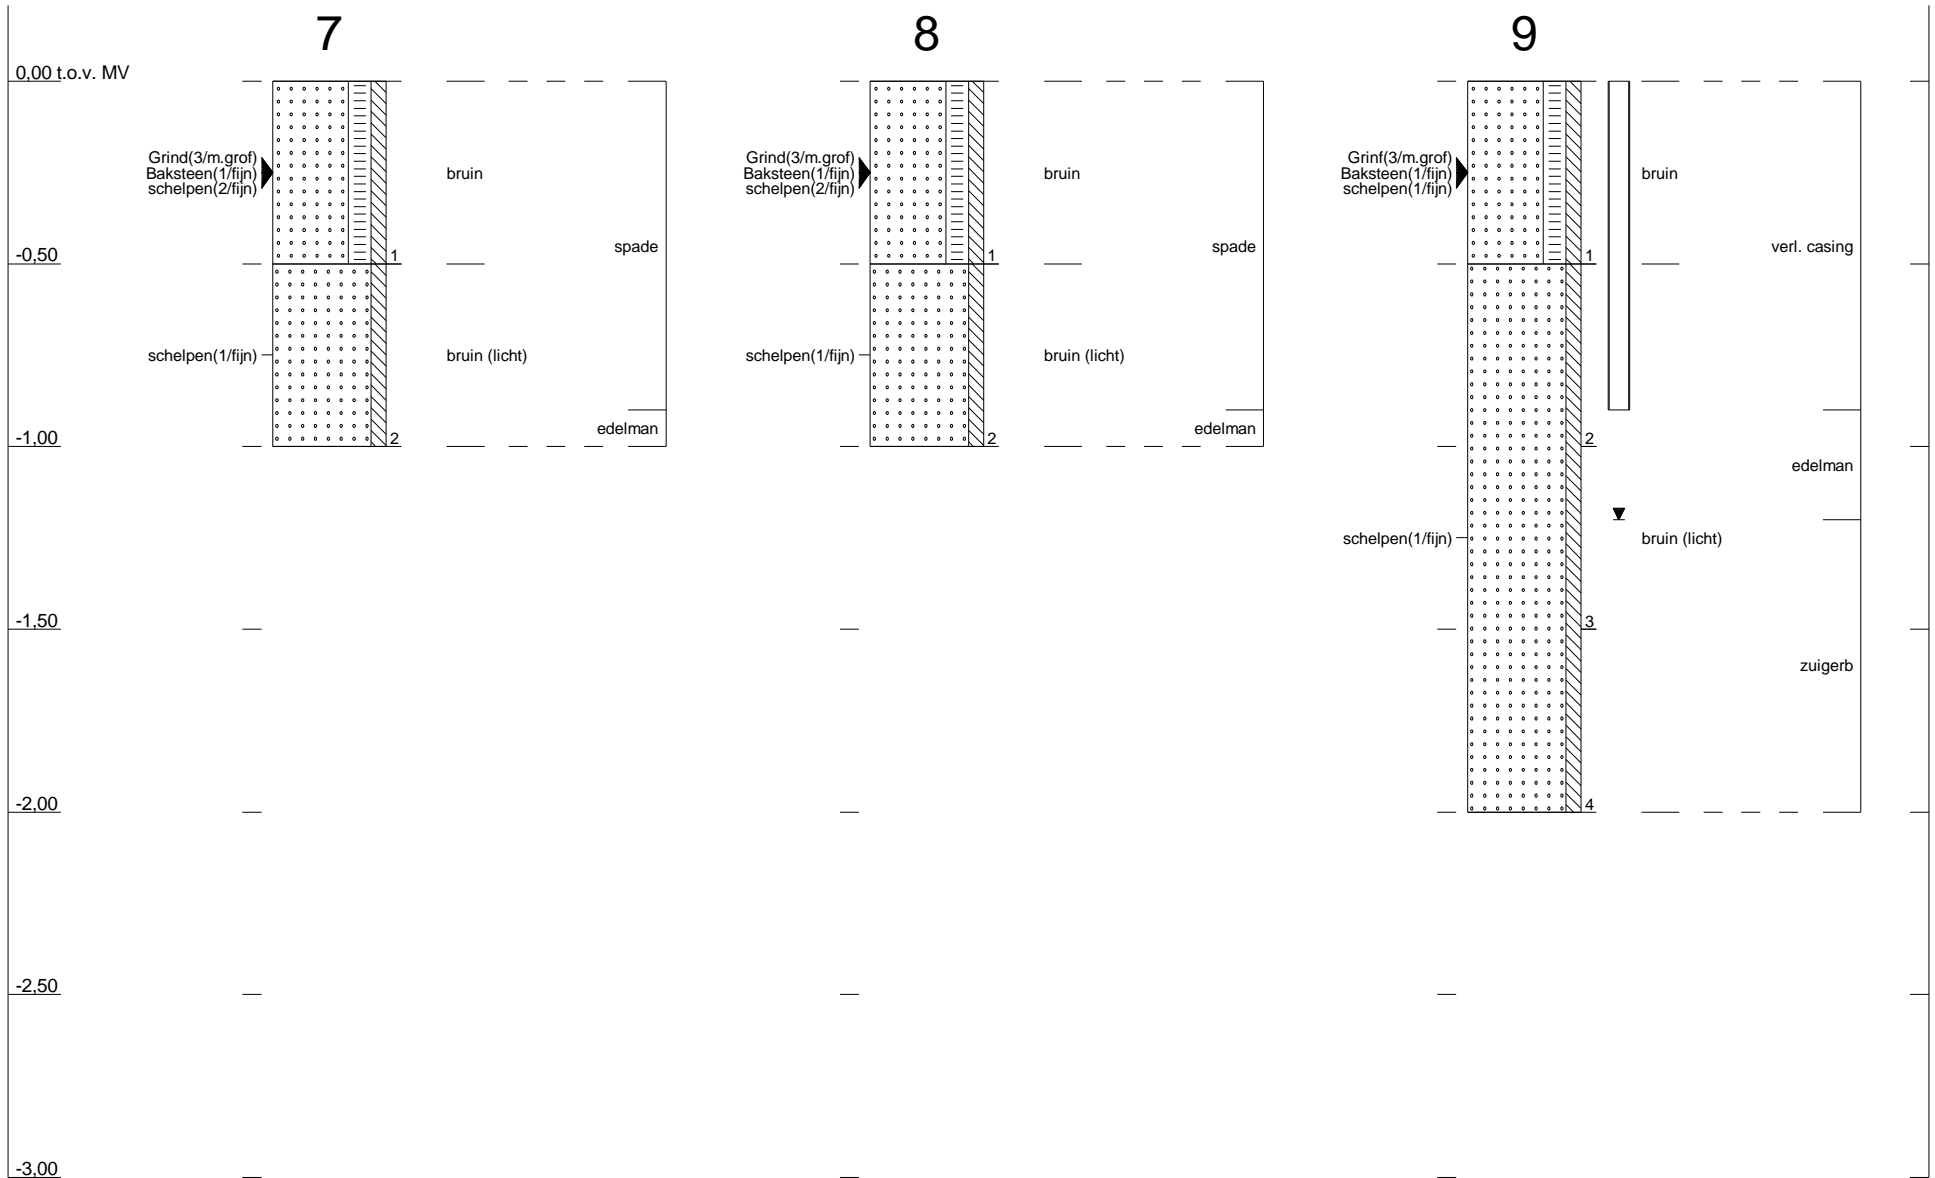 7
8
9
0,00 t.o.v. MV
Grind(3/m.grof)
Baksteen(1/fijn)
schelpen(2/fijn)
bruin
Grind(3/m.grof)
Baksteen(1/fijn)
schelpen(2/fijn)
bruin
Grinf(3/m.grof)
Baksteen(1/fijn)
schelpen(1/fijn)
bruin
-0,50
1
spade
1
spade
1
verl. casing
schelpen(1/fijn)
bruin (licht)
schelpen(1/fijn)
bruin (licht)
-1,00
2
edelman
2
edelman
2
edelman
schelpen(1/fijn)
bruin (licht)
-1,50
3
zuigerb
-2,00
4
-2,50
-3,00